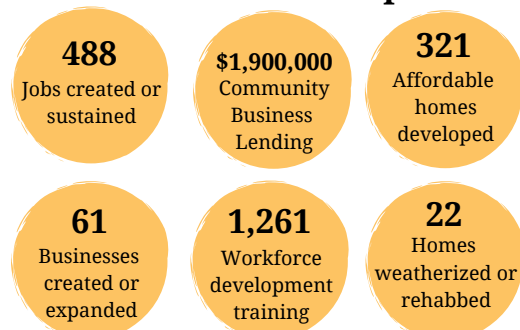 488
Jobs created or
sustained
$1,900,000
Community
Business
Lending
321
Affordable
homes
developed
61
Businesses
created or
expanded
1,261
Workforce
development
training
22
Homes
weatherized or
rehabbed